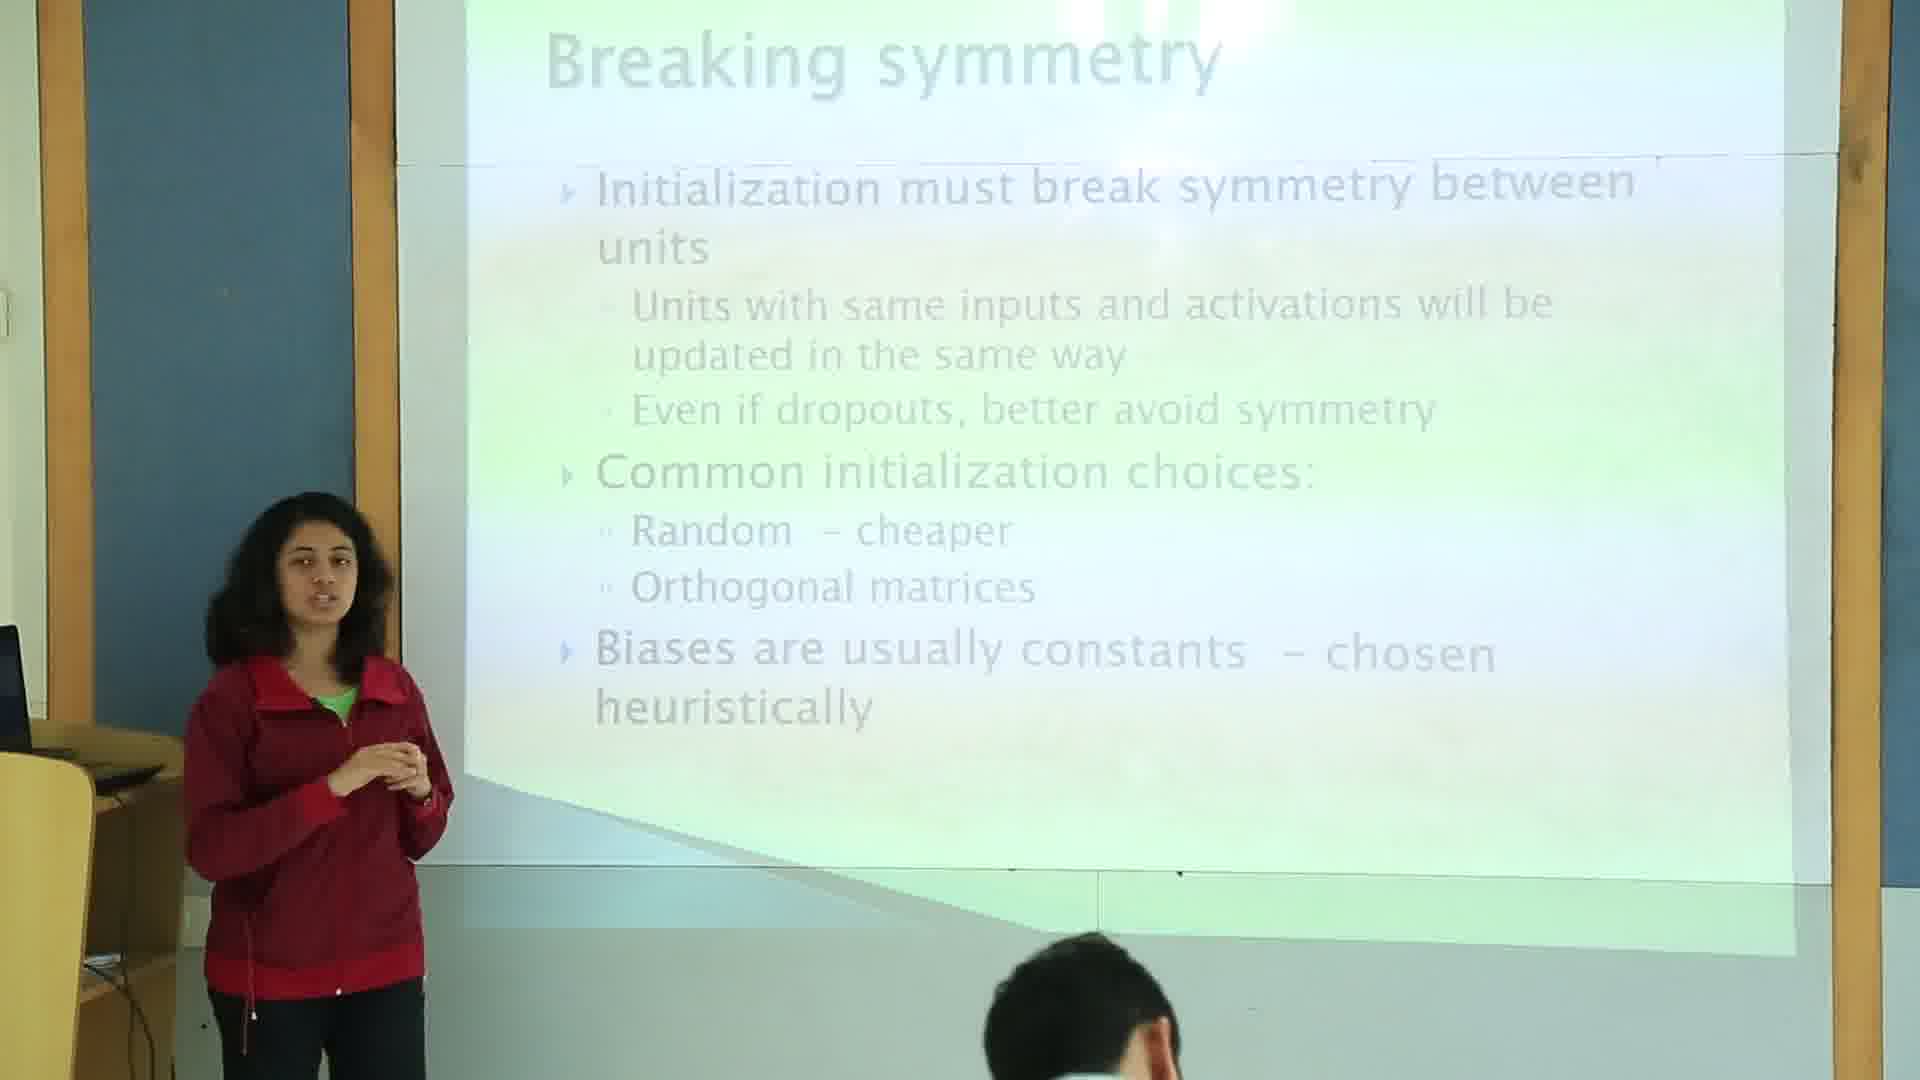 Breaking symmetry
Initialization must break symmetry between
units
Units with same inputs and activations will be
updated in the same way
Even if dropouts, better avoid symmetry
Common initialization choices:
Random – cheaper
Orthogonal matrices
Biases are usually constants – chosen
heuristically